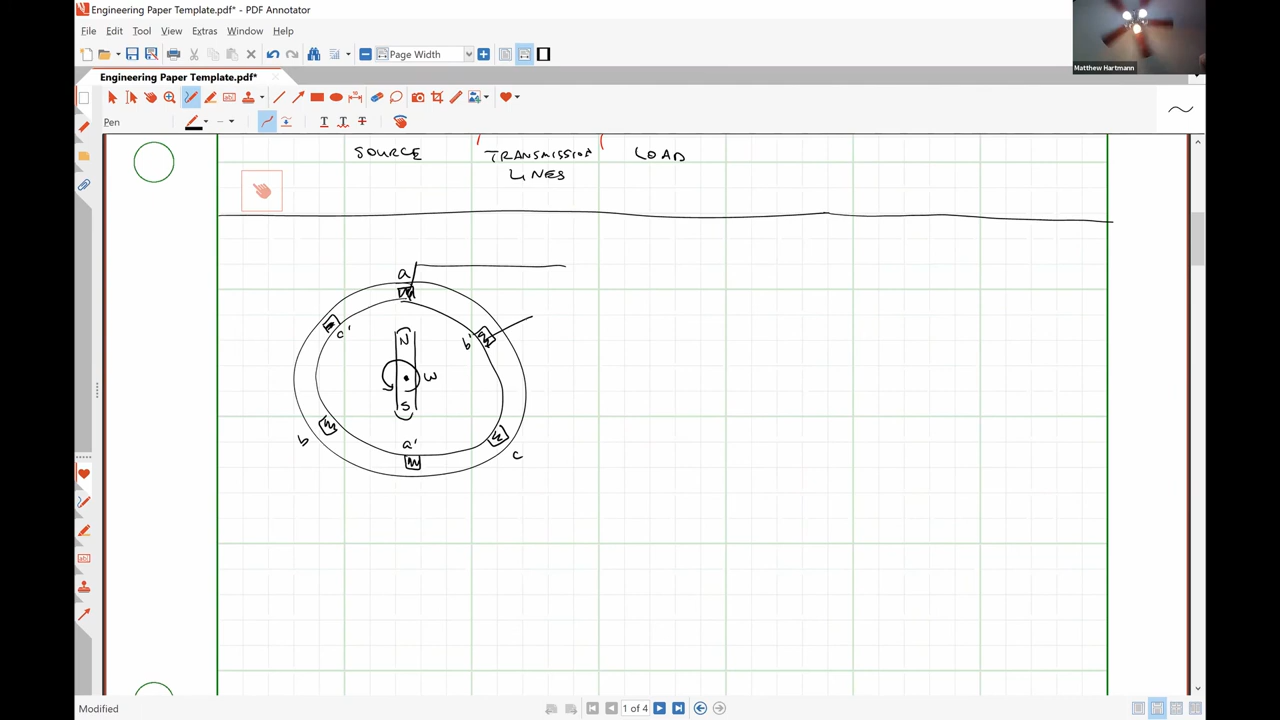 Engineering Paper Template.pdf* - PDF Annotator
File Edit Tool View Extras Window Help
Page Width
Engineering Paper Template.pdf*
Pen
Matthew Hartmann
SOURCE TRANSMISSION LOAD
LINES
a
c'
b'
N
ω
S
b
a'
c
Modified
1 of 4